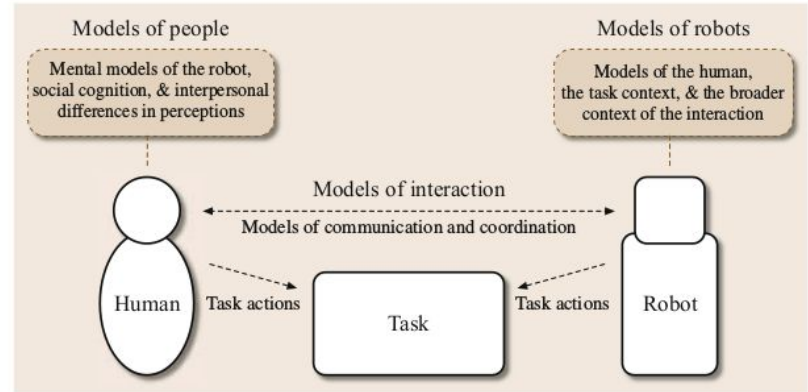 Models of people
Models of robots
Mental models of the robot,
social cognition, & interpersonal
differences in perceptions
Models of the human,
the task context, & the broader
context of the interaction
Models of interaction
Models of communication and coordination
Human
Task actions
Task
Task actions
Robot